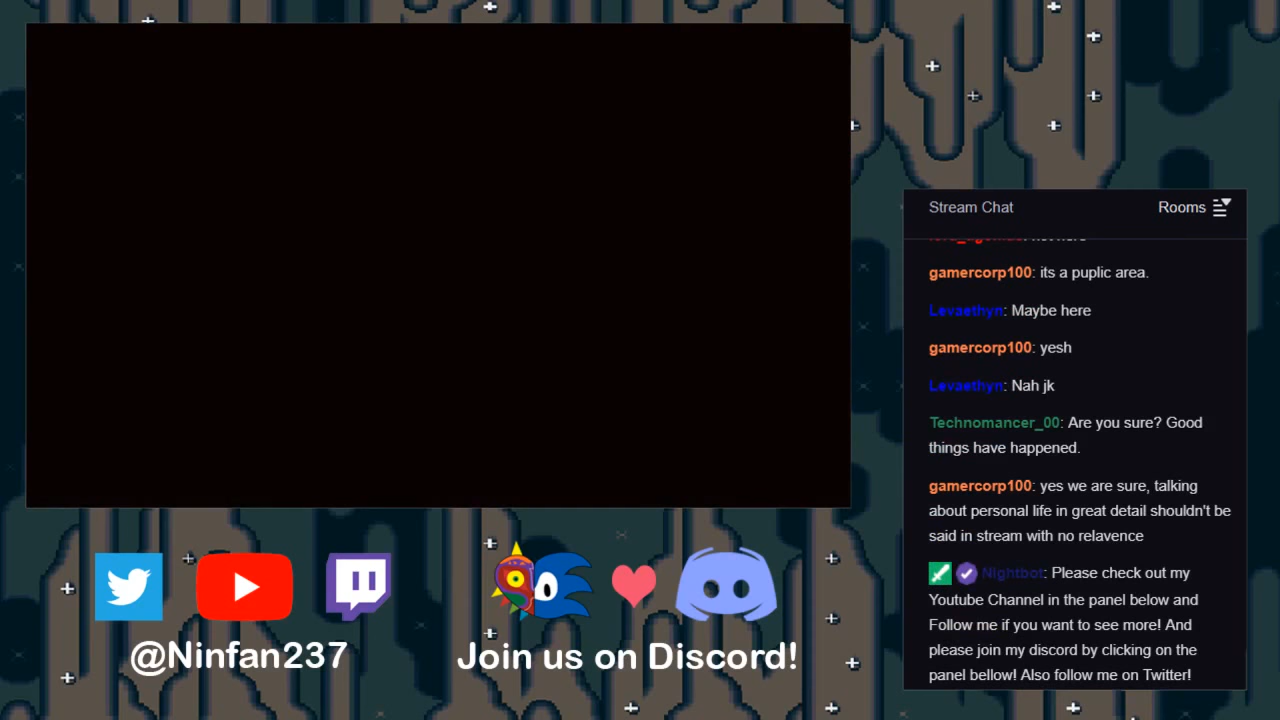 Stream Chat
Rooms
gamercorp100: its a puplic area.
Levaethyn: Maybe here
gamercorp100: yesh
Levaethyn: Nah jk
Technomancer_00: Are you sure? Good
things have happened.
gamercorp100: yes we are sure, talking
about personal life in great detail shouldn't be
said in stream with no relavence
Nightbot: Please check out my
Youtube Channel in the panel below and
Follow me if you want to see more! And
please join my discord by clicking on the
panel bellow! Also follow me on Twitter!
@Ninfan237
Join us on Discord!